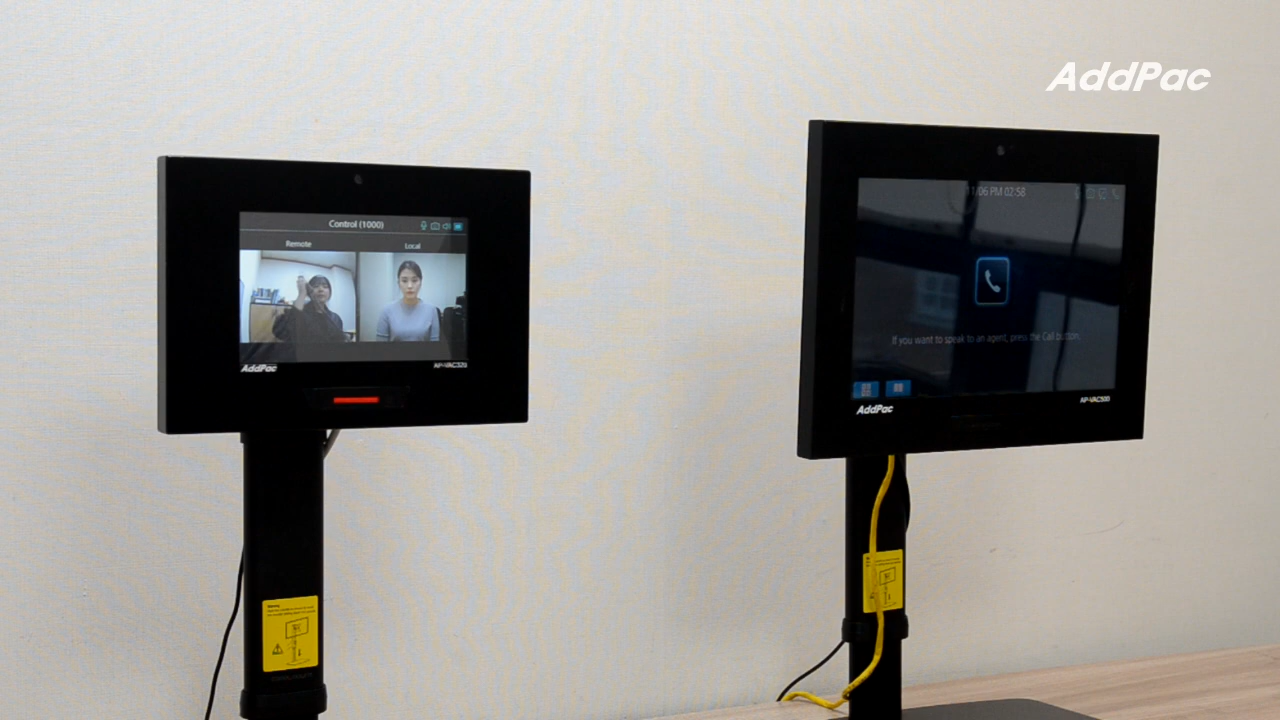 AddPac
Control (1000)
Remote
Local
AddPac
AP-VAC320
11/06 PM 02:58
If you want to speak to an agent, press the Call button.
AddPac
AP-VAC500
Warning